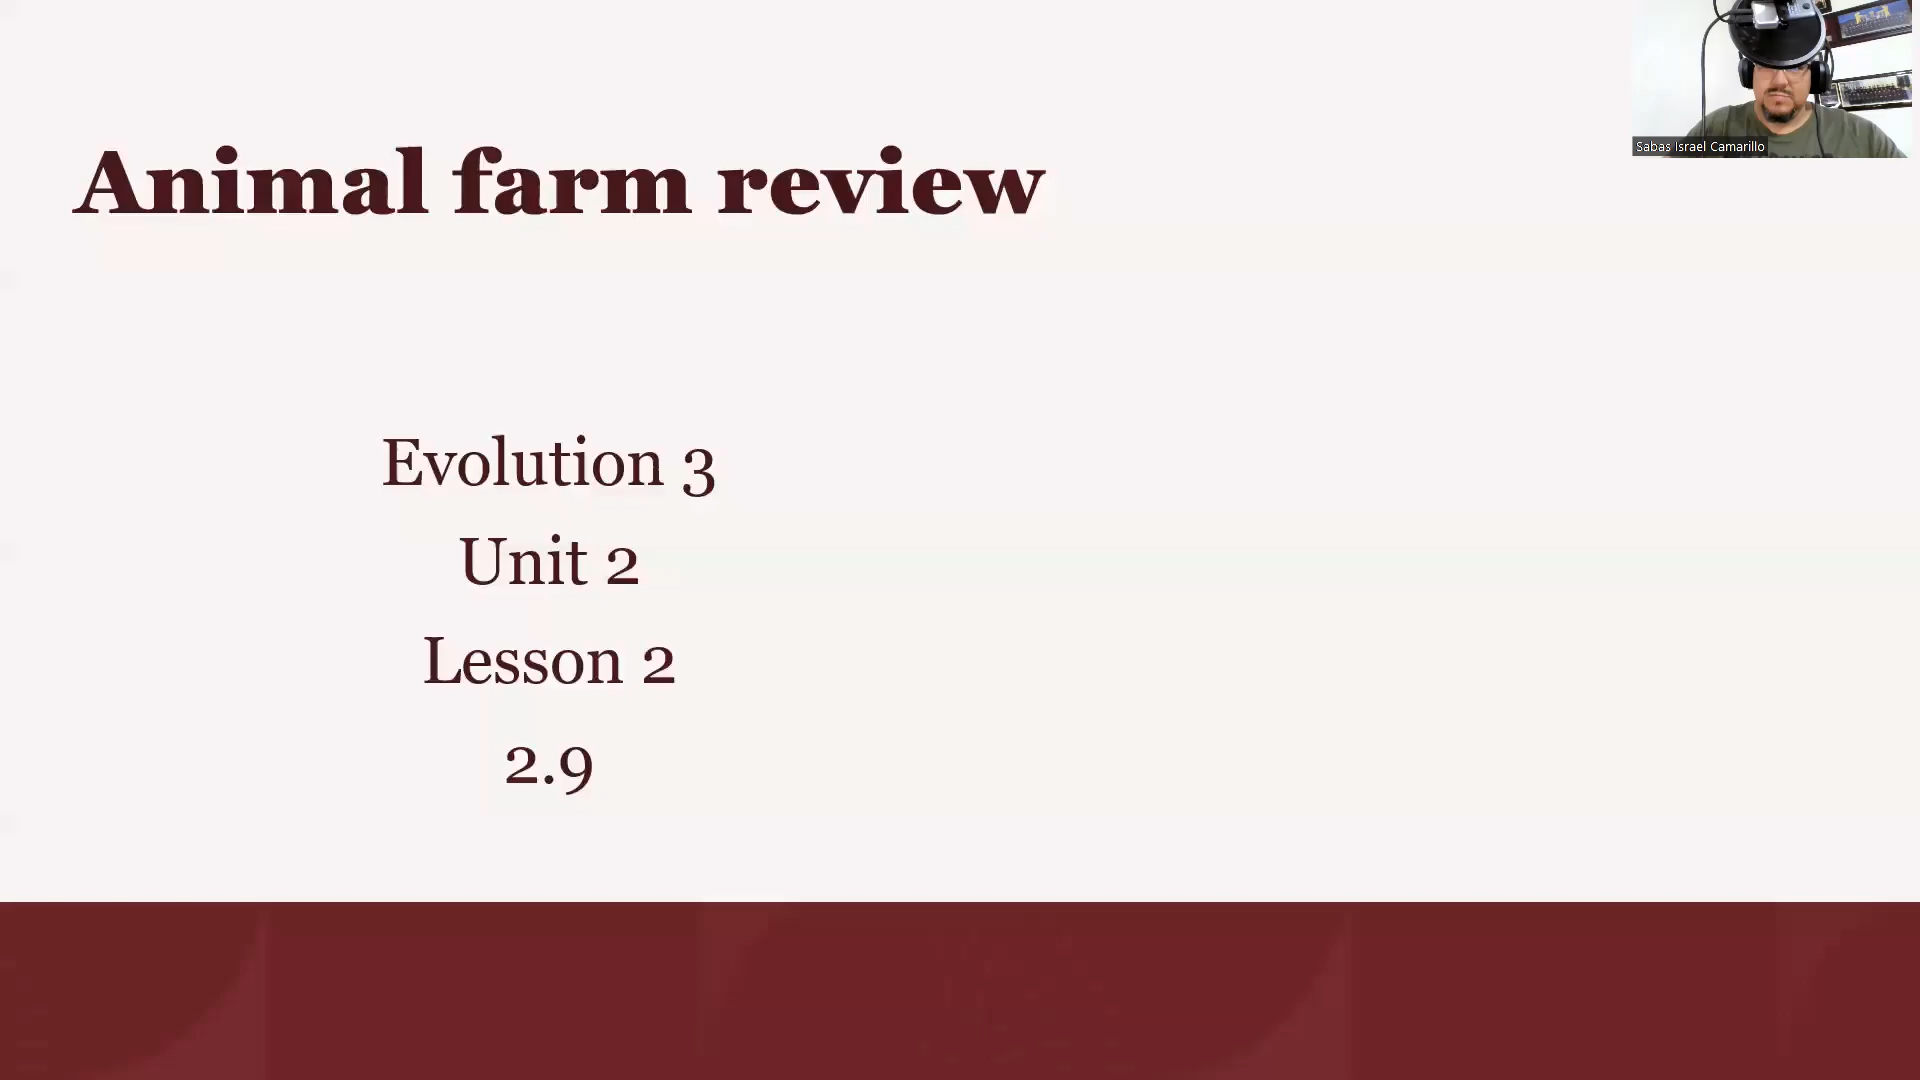 Animal farm review
Sabas Israel Camarillo
Evolution 3
Unit 2
Lesson 2
2.9